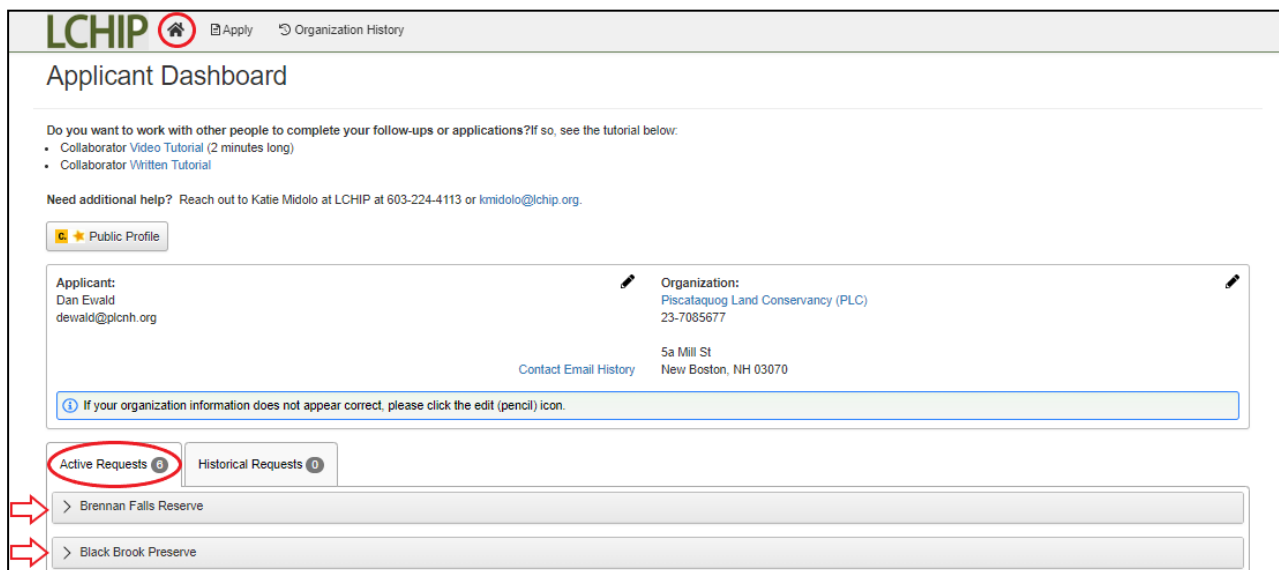 LCHIP Apply Organization History
Applicant Dashboard
Do you want to work with other people to complete your follow-ups or applications?If so, see the tutorial below:
• Collaborator Video Tutorial (2 minutes long)
• Collaborator Written Tutorial
Need additional help? Reach out to Katie Midolo at LCHIP at 603-224-4113 or kmidolo@lchip.org.
C. Public Profile
Applicant:
Dan Ewald
dewald@plcnh.org
Contact Email History
Organization:
Piscataquog Land Conservancy (PLC)
23-7085677
5a Mill St
New Boston, NH 03070
If your organization information does not appear correct, please click the edit (pencil) icon.
Active Requests 6 Historical Requests 0
Brennan Falls Reserve
Black Brook Preserve